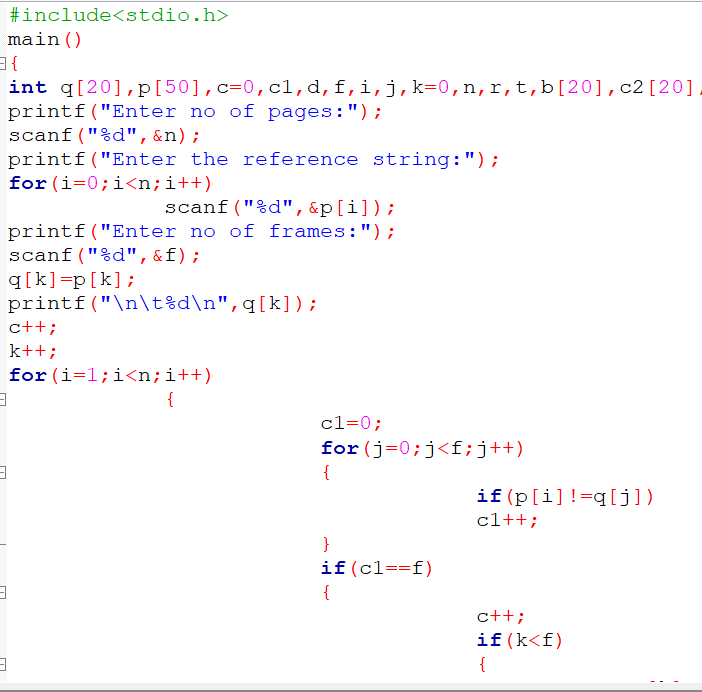 #include<stdio.h>
main()
{
int q[20],p[50],c=0,c1,d,f,i,j,k=0,n,r,t,b[20],c2[20],
printf("Enter no of pages:");
scanf("%d",&n);
printf("Enter the reference string:");
for(i=0;i<n;i++)
scanf("%d",&p[i]);
printf("Enter no of frames:");
scanf("%d",&f);
q[k]=p[k];
printf("\n\t%d\n",q[k]);
c++;
k++;
for(i=1;i<n;i++)
{
c1=0;
for(j=0;j<f;j++)
{
if(p[i]!=q[j])
c1++;
}
if(c1==f)
{
c++;
if(k<f)
{